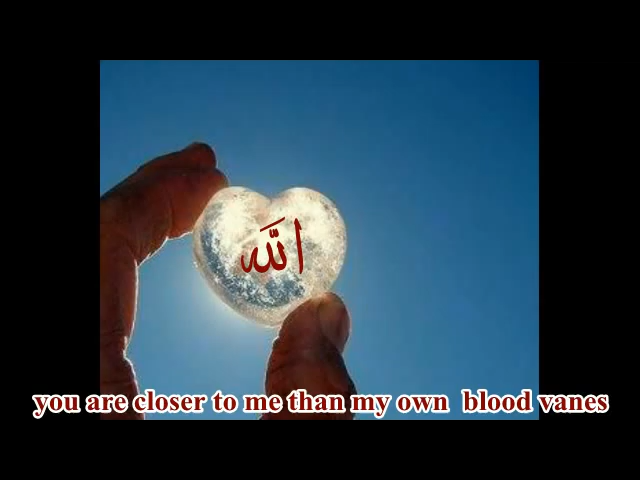 الله
you are closer to me than my own blood vanes